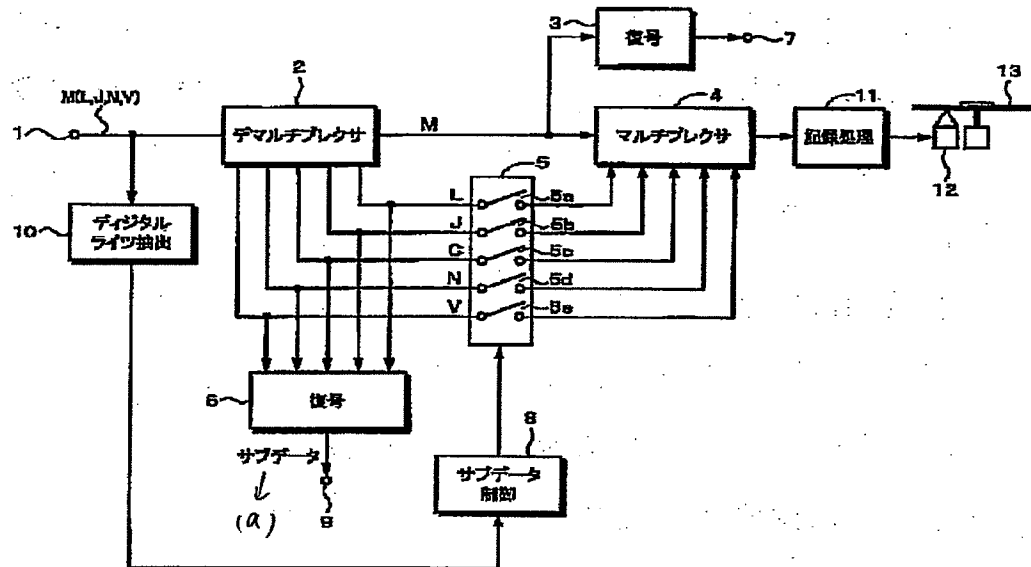 3
復号
7
2
M(L,J,N,V)
4
11
13
1
デマルチプレクサ
M
マルチプレクサ
記録処理
12
5
L
5a
10
ディジタル
ライツ抽出
J
5b
C
5c
N
5d
V
5e
6
復号
8
サブデータ
9
サブデータ
制御
(a)